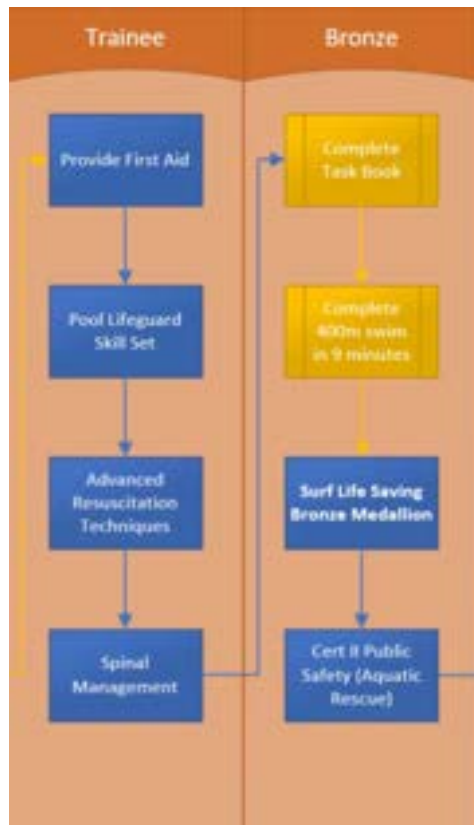 Trainee
Provide First Aid
Pool Lifeguard
Skill Set
Advanced
Resuscitation
Techniques
Spinal
Management
Bronze
Complete
Task Book
Complete
400m swim
in 9 minutes
Surf Life Saving
Bronze Medallion
Cert II Public
Safety (Aquatic
Rescue)